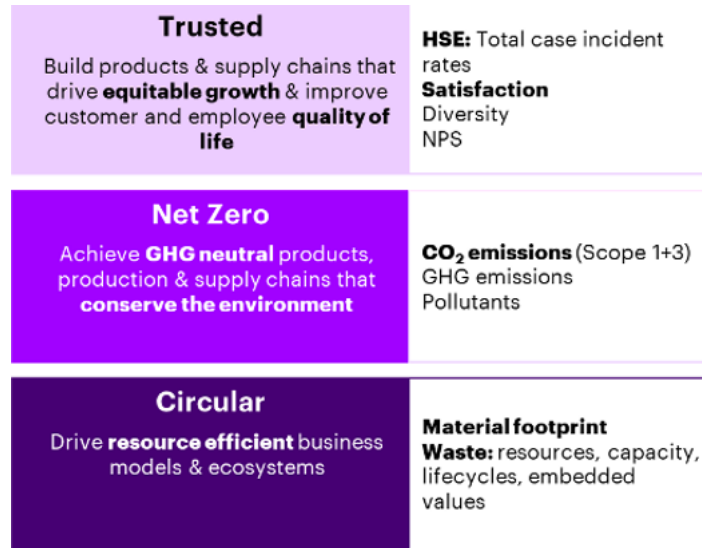 Trusted
Build products & supply chains that
drive equitable growth & improve
customer and employee quality of
life
HSE: Total case incident
rates
Satisfaction
Diversity
NPS
Net Zero
Achieve GHG neutral products,
production & supply chains that
conserve the environment
CO₂ emissions (Scope 1+3)
GHG emissions
Pollutants
Circular
Drive resource efficient business
models & ecosystems
Material footprint
Waste: resources, capacity,
lifecycles, embedded
values